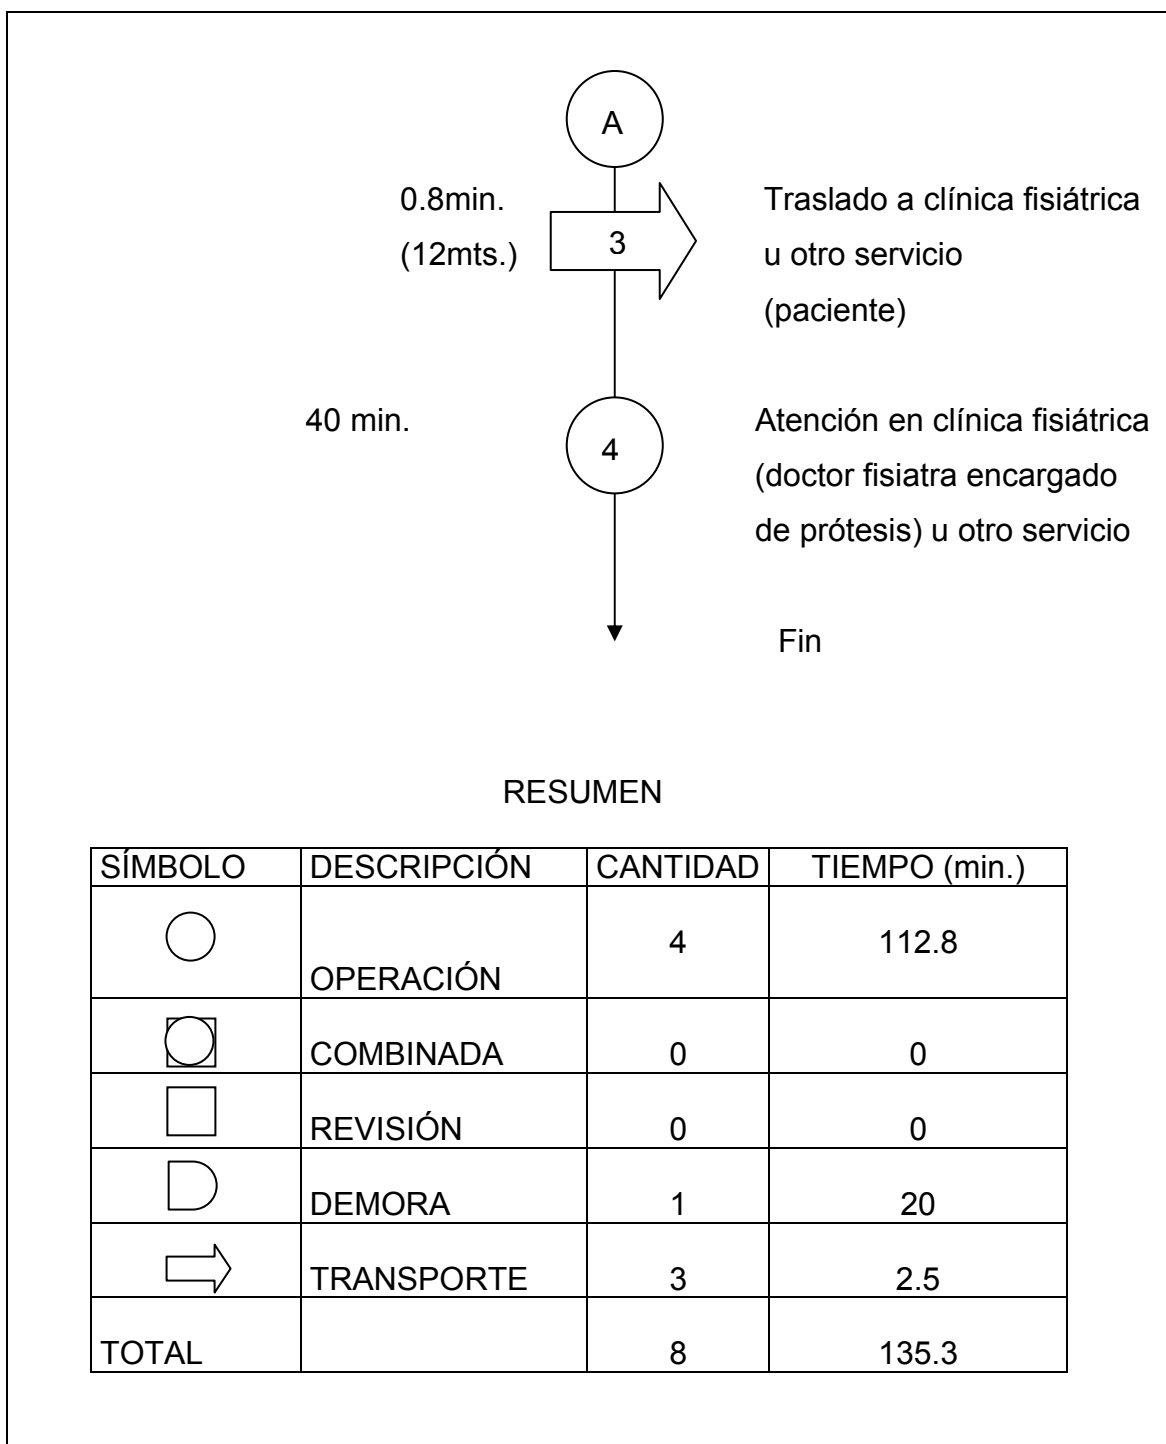 A
0.8min.
(12mts.)
3
Traslado a clínica fisiátrica
u otro servicio
(paciente)
40 min.
4
Atención en clínica fisiátrica
(doctor fisiatra encargado
de prótesis) u otro servicio
Fin
RESUMEN
SÍMBOLO DESCRIPCIÓN CANTIDAD TIEMPO (min.)
OPERACIÓN 4 112.8
COMBINADA 0 0
REVISIÓN 0 0
DEMORA 1 20
TRANSPORTE 3 2.5
TOTAL 8 135.3